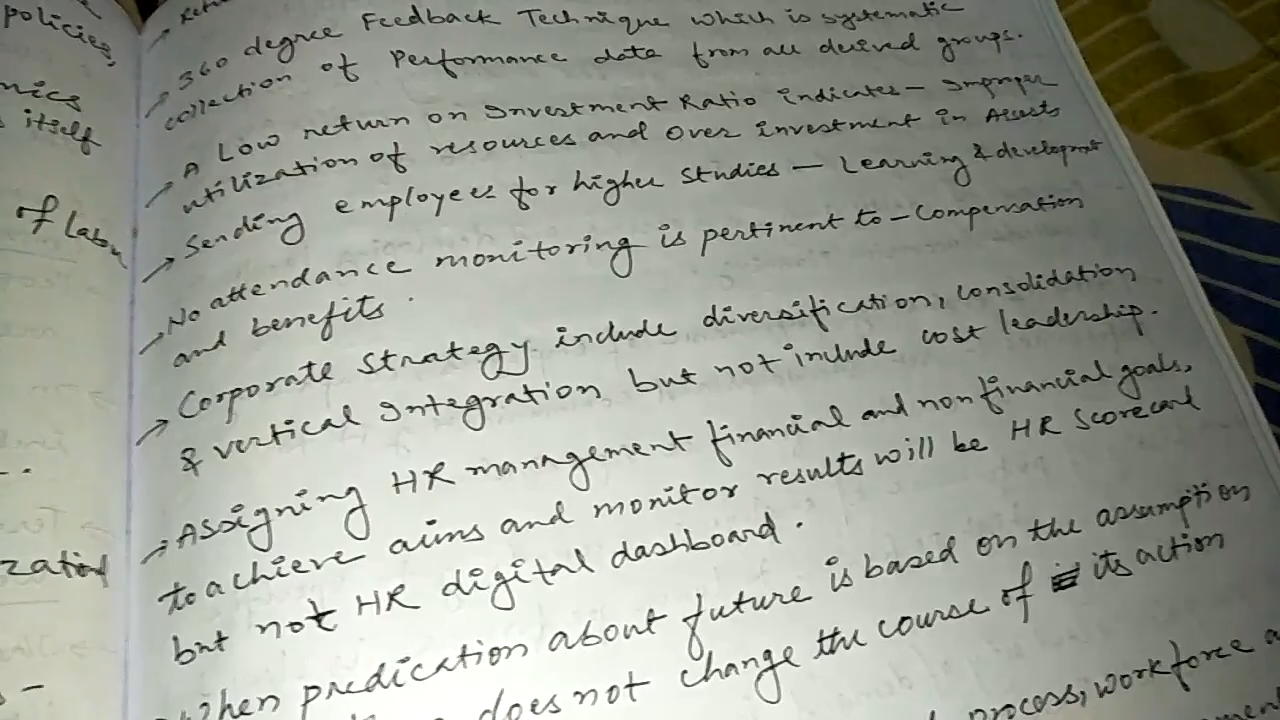 policies,
nics
itself
of labou
zation
360 degree Feedback Technique which is systematic
collection of Performance data from all derived groups.
A Low return on Investment Ratio indicates - Improper
utilization of resources and Over investment in Assets
Sending employees for higher studies - Learning & development
No attendance monitoring is pertinent to - Compensation
and benefits.
Corporate strategy include diversification, consolidation
& vertical Integration but not include cost leadership.
Assigning HR management financial and non financial goals,
to achieve aims and monitor results will be HR Scorecard
but not HR digital dashboard.
When predication about future is based on the assumption
does not change the course of its action
process, workforce